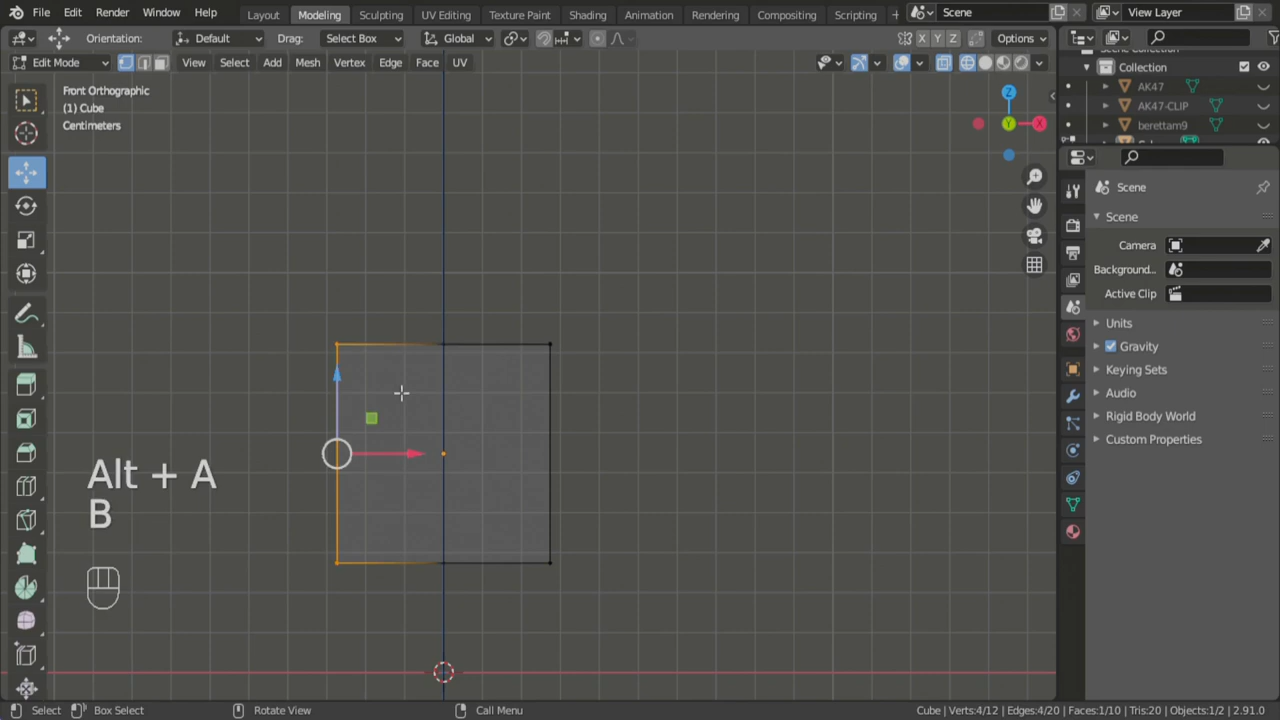 File Edit Render Window Help Layout Modeling Sculpting UV Editing Texture Paint Shading Animation Rendering Compositing Scripting + Scene View Layer
Orientation: Default Drag: Select Box Global X Y Z Options
Edit Mode View Select Add Mesh Vertex Edge Face UV
Front Orthographic
(1) Cube
Centimeters
Z
Y
X
Alt + A
B
Collection
AK47
AK47-CLIP
berettam9
Scene
Scene
Camera
Background...
Active Clip
Units
Gravity
Keying Sets
Audio
Rigid Body World
Custom Properties
Select Box Select Rotate View Call Menu Cube | Verts:4/12 | Edges:4/20 | Faces:1/10 | Tris:20 | Objects:1/2 | 2.91.0